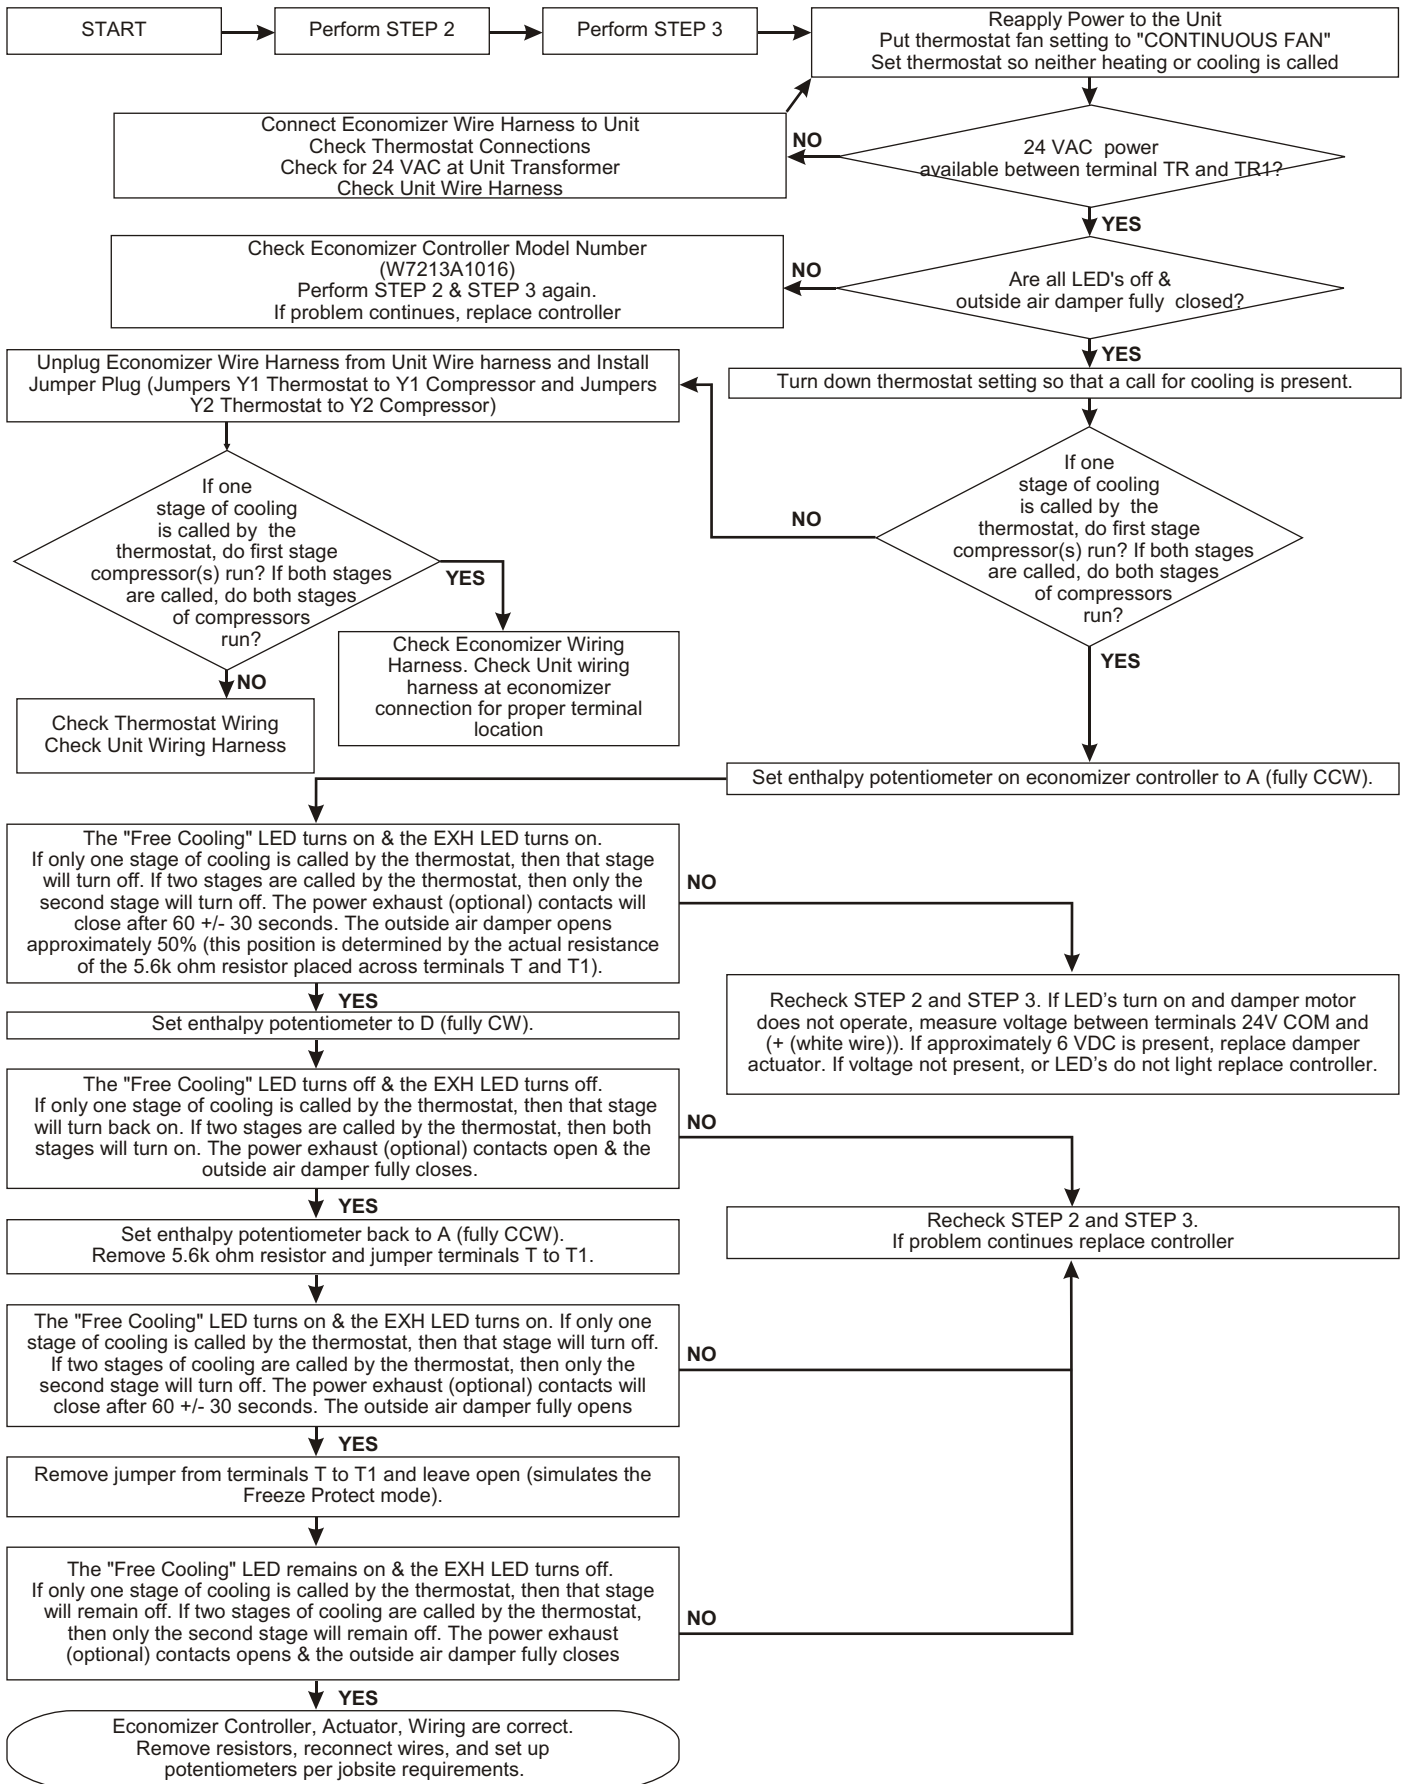 START
Perform STEP 2
Perform STEP 3
Reapply Power to the Unit
Put thermostat fan setting to "CONTINUOUS FAN"
Set thermostat so neither heating or cooling is called
Connect Economizer Wire Harness to Unit
Check Thermostat Connections
Check for 24 VAC at Unit Transformer
Check Unit Wire Harness
NO
24 VAC power
available between terminal TR and TR1?
YES
Check Economizer Controller Model Number
(W7213A1016)
Perform STEP 2 & STEP 3 again.
If problem continues, replace controller
NO
Are all LED's off &
outside air damper fully closed?
YES
Unplug Economizer Wire Harness from Unit Wire harness and Install
Jumper Plug (Jumpers Y1 Thermostat to Y1 Compressor and Jumpers
Y2 Thermostat to Y2 Compressor)
Turn down thermostat setting so that a call for cooling is present.
If one
stage of cooling
is called by the
thermostat, do first stage
compressor(s) run? If both stages
are called, do both stages
of compressors
run?
NO
If one
stage of cooling
is called by the
thermostat, do first stage
compressor(s) run? If both stages
are called, do both stages
of compressors
run?
YES
YES
Check Economizer Wiring
Harness. Check Unit wiring
harness at economizer
connection for proper terminal
location
NO
Check Thermostat Wiring
Check Unit Wiring Harness
Set enthalpy potentiometer on economizer controller to A (fully CCW).
The "Free Cooling" LED turns on & the EXH LED turns on.
If only one stage of cooling is called by the thermostat, then that stage
will turn off. If two stages are called by the thermostat, then only the
second stage will turn off. The power exhaust (optional) contacts will
close after 60 +/- 30 seconds. The outside air damper opens
approximately 50% (this position is determined by the actual resistance
of the 5.6k ohm resistor placed across terminals T and T1).
NO
Recheck STEP 2 and STEP 3. If LED's turn on and damper motor
does not operate, measure voltage between terminals 24V COM and
(+ (white wire)). If approximately 6 VDC is present, replace damper
actuator. If voltage not present, or LED's do not light replace controller.
YES
Set enthalpy potentiometer to D (fully CW).
The "Free Cooling" LED turns off & the EXH LED turns off.
If only one stage of cooling is called by the thermostat, then that stage
will turn back on. If two stages are called by the thermostat, then both
stages will turn on. The power exhaust (optional) contacts open & the
outside air damper fully closes.
NO
YES
Set enthalpy potentiometer back to A (fully CCW).
Remove 5.6k ohm resistor and jumper terminals T to T1.
Recheck STEP 2 and STEP 3.
If problem continues replace controller
The "Free Cooling" LED turns on & the EXH LED turns on. If only one
stage of cooling is called by the thermostat, then that stage will turn off.
If two stages of cooling are called by the thermostat, then only the
second stage will turn off. The power exhaust (optional) contacts will
close after 60 +/- 30 seconds. The outside air damper fully opens
NO
YES
Remove jumper from terminals T to T1 and leave open (simulates the
Freeze Protect mode).
The "Free Cooling" LED remains on & the EXH LED turns off.
If only one stage of cooling is called by the thermostat, then that stage
will remain off. If two stages of cooling are called by the thermostat,
then only the second stage will remain off. The power exhaust
(optional) contacts opens & the outside air damper fully closes
NO
YES
Economizer Controller, Actuator, Wiring are correct.
Remove resistors, reconnect wires, and set up
potentiometers per jobsite requirements.